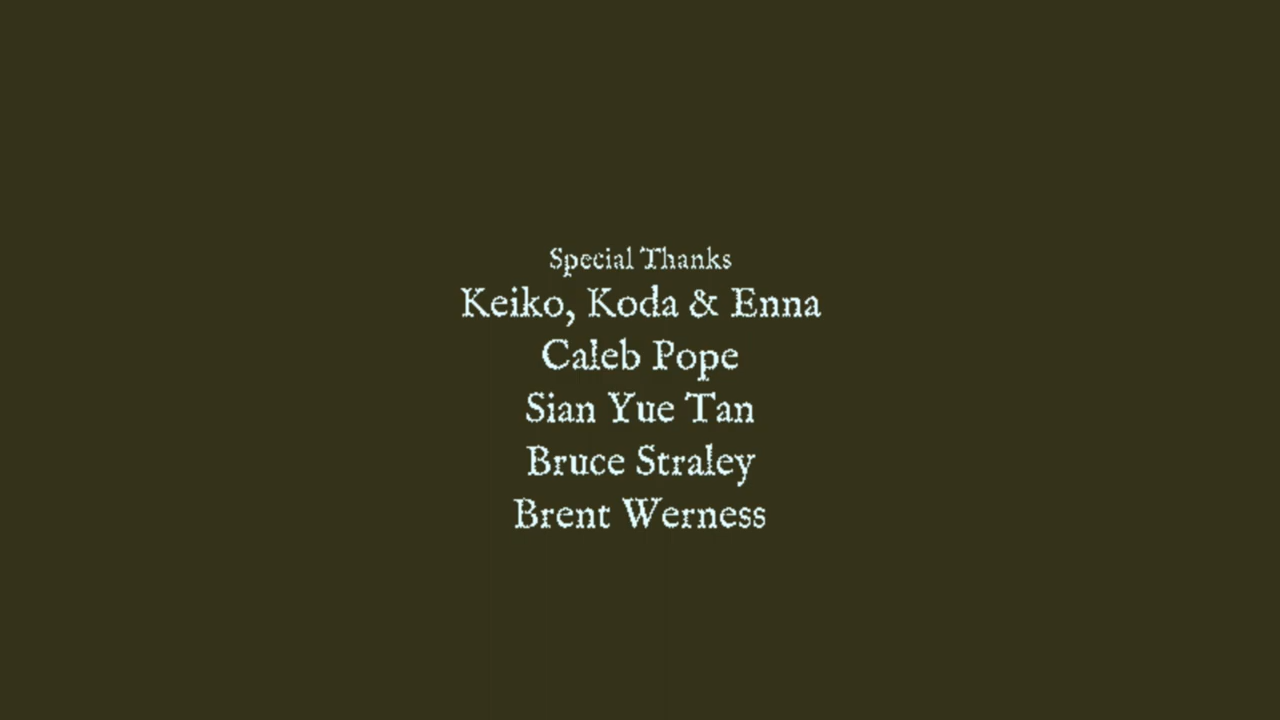 Special Thanks
Keiko, Koda & Enna
Caleb Pope
Sian Yue Tan
Bruce Straley
Brent Werness